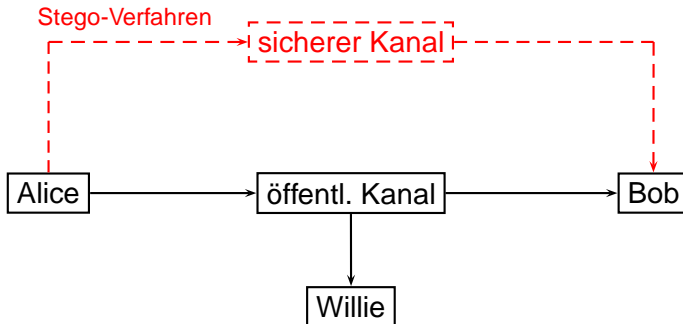 Stego-Verfahren
sicherer Kanal
Alice
öffentl. Kanal
Bob
Willie